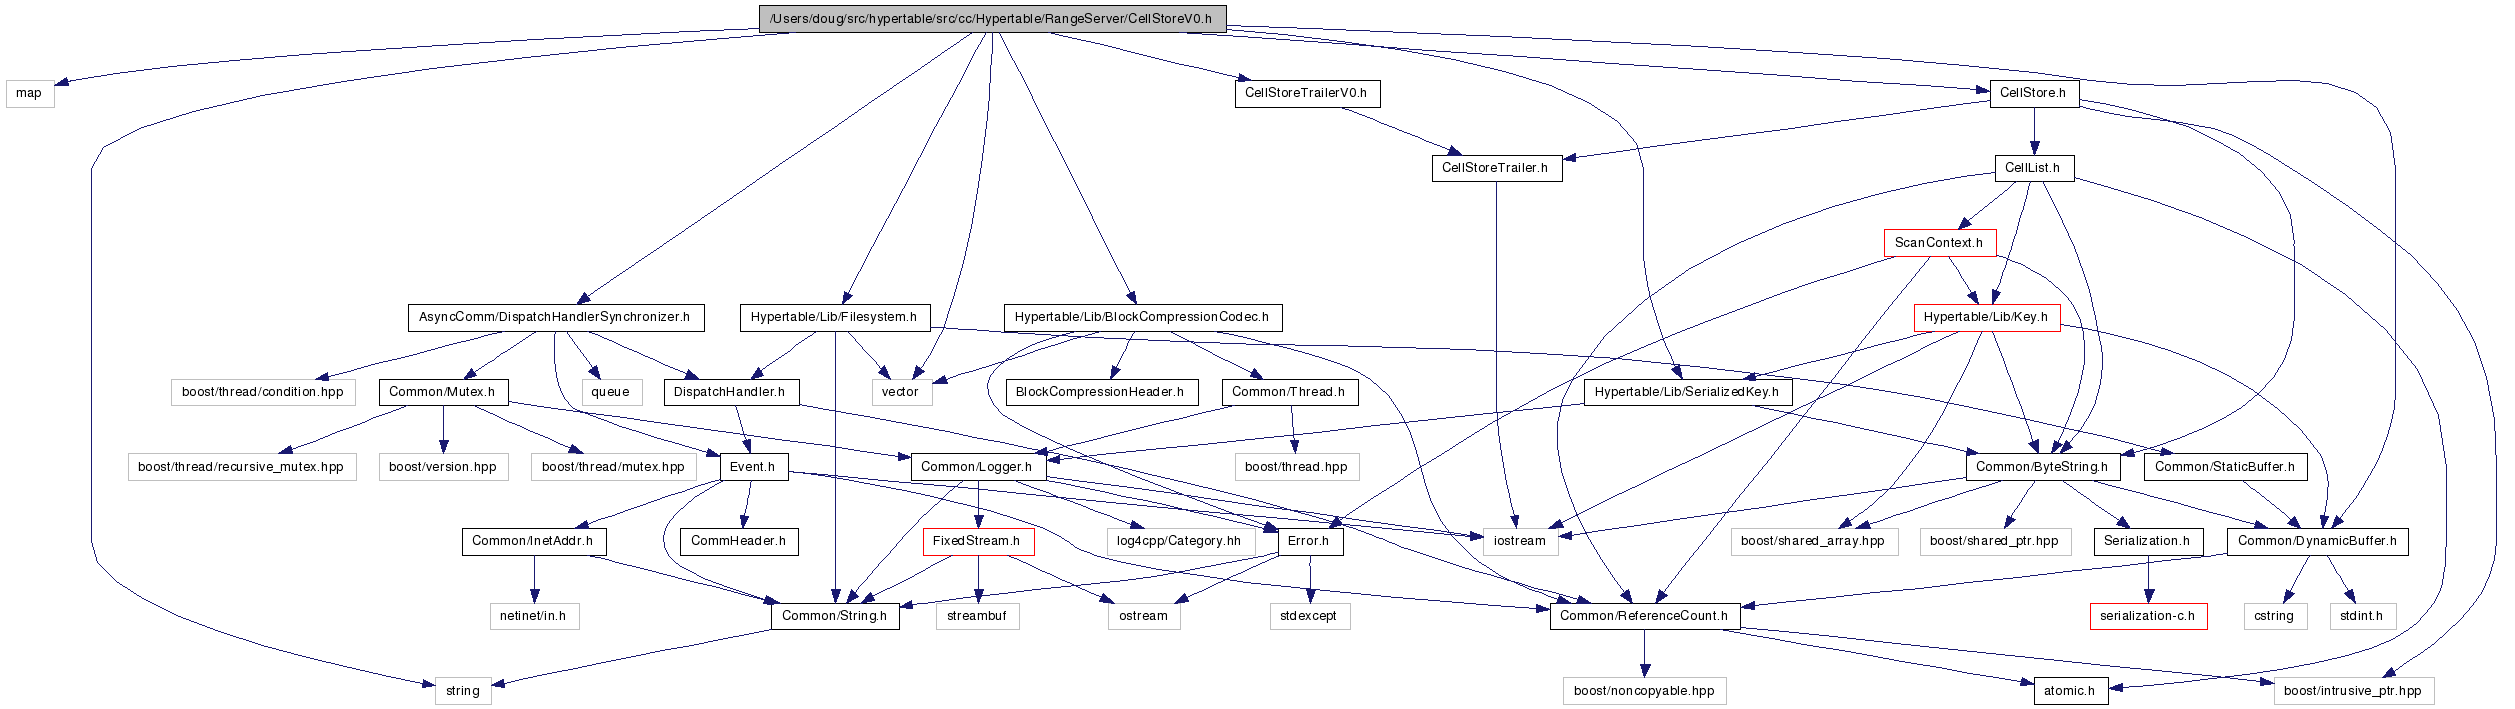 /Users/doug/src/hypertable/src/cc/Hypertable/RangeServer/CellStoreV0.h
map
CellStoreTrailerV0.h
CellStore.h
CellStoreTrailer.h
CellList.h
ScanContext.h
AsyncComm/DispatchHandlerSynchronizer.h
Hypertable/Lib/Filesystem.h
Hypertable/Lib/BlockCompressionCodec.h
Hypertable/Lib/Key.h
boost/thread/condition.hpp
Common/Mutex.h
queue
DispatchHandler.h
vector
BlockCompressionHeader.h
Common/Thread.h
Hypertable/Lib/SerializedKey.h
boost/thread/recursive_mutex.hpp
boost/version.hpp
boost/thread/mutex.hpp
Event.h
Common/Logger.h
boost/thread.hpp
Common/ByteString.h
Common/StaticBuffer.h
Common/InetAddr.h
CommHeader.h
FixedStream.h
log4cpp/Category.hh
Error.h
iostream
boost/shared_array.hpp
boost/shared_ptr.hpp
Serialization.h
Common/DynamicBuffer.h
netinet/in.h
Common/String.h
streambuf
ostream
stdexcept
Common/ReferenceCount.h
serialization-c.h
cstring
stdint.h
string
boost/noncopyable.hpp
atomic.h
boost/intrusive_ptr.hpp